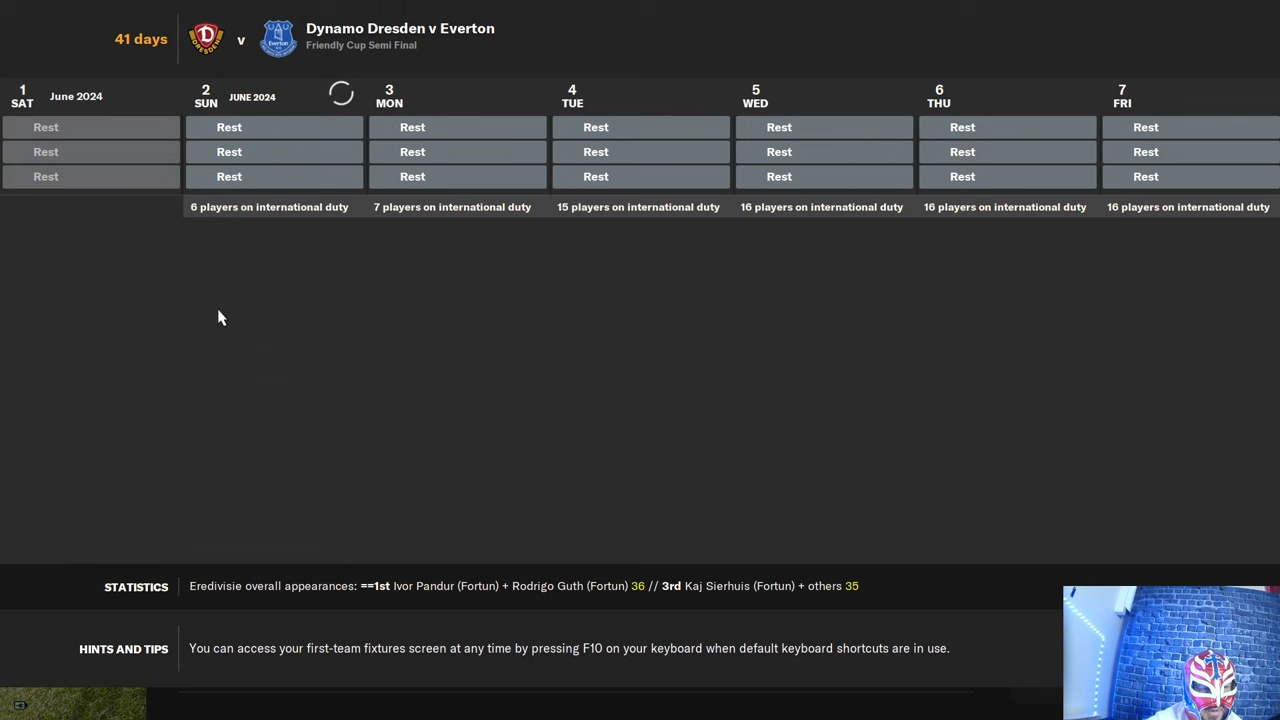 41 days
v
Dynamo Dresden v Everton
Friendly Cup Semi Final
1 SAT June 2024
2 SUN JUNE 2024
3 MON
4 TUE
5 WED
6 THU
7 FRI
Rest Rest Rest Rest Rest Rest Rest
Rest Rest Rest Rest Rest Rest Rest
Rest Rest Rest Rest Rest Rest Rest
6 players on international duty 7 players on international duty 15 players on international duty 16 players on international duty 16 players on international duty 16 players on international duty
STATISTICS Eredivisie overall appearances: ==1st Ivor Pandur (Fortun) + Rodrigo Guth (Fortun) 36 // 3rd Kaj Sierhuis (Fortun) + others 35
HINTS AND TIPS You can access your first-team fixtures screen at any time by pressing F10 on your keyboard when default keyboard shortcuts are in use.